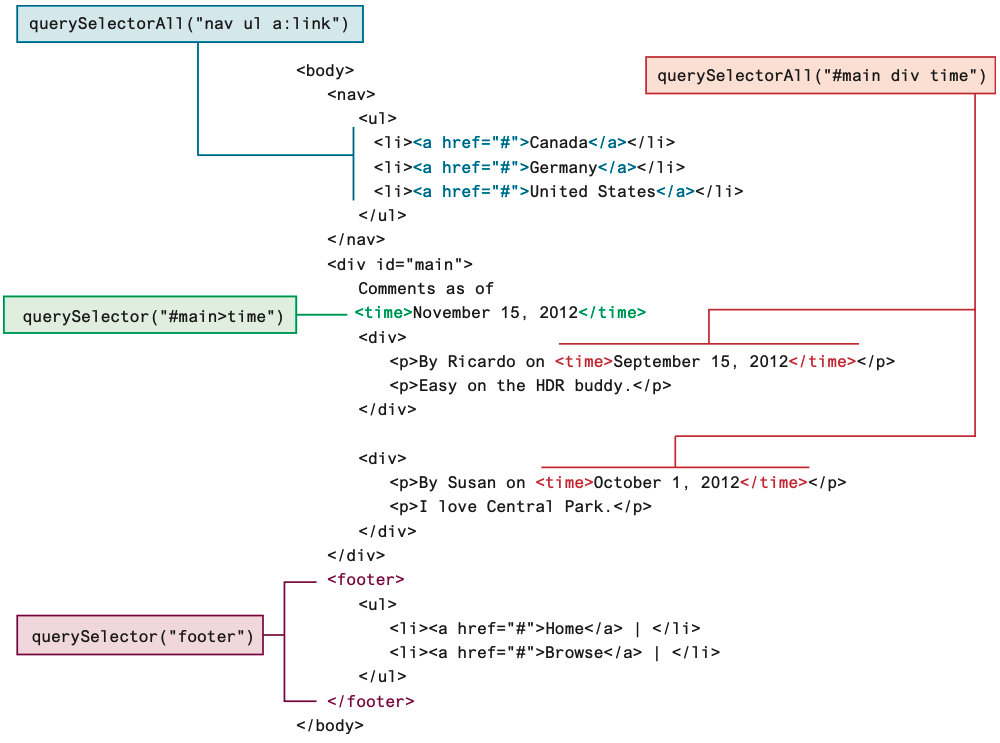 querySelectorAll("nav ul a:link")
querySelectorAll("#main div time")
<body>
<nav>
<ul>
<li><a href="#">Canada</a></li>
<li><a href="#">Germany</a></li>
<li><a href="#">United States</a></li>
</ul>
</nav>
<div id="main">
Comments as of
querySelector("#main>time")
<time>November 15, 2012</time>
<div>
<p>By Ricardo on <time>September 15, 2012</time></p>
<p>Easy on the HDR buddy.</p>
</div>
<div>
<p>By Susan on <time>October 1, 2012</time></p>
<p>I love Central Park.</p>
</div>
</div>
<footer>
<ul>
querySelector("footer")
<li><a href="#">Home</a> | </li>
<li><a href="#">Browse</a> | </li>
</ul>
</footer>
</body>